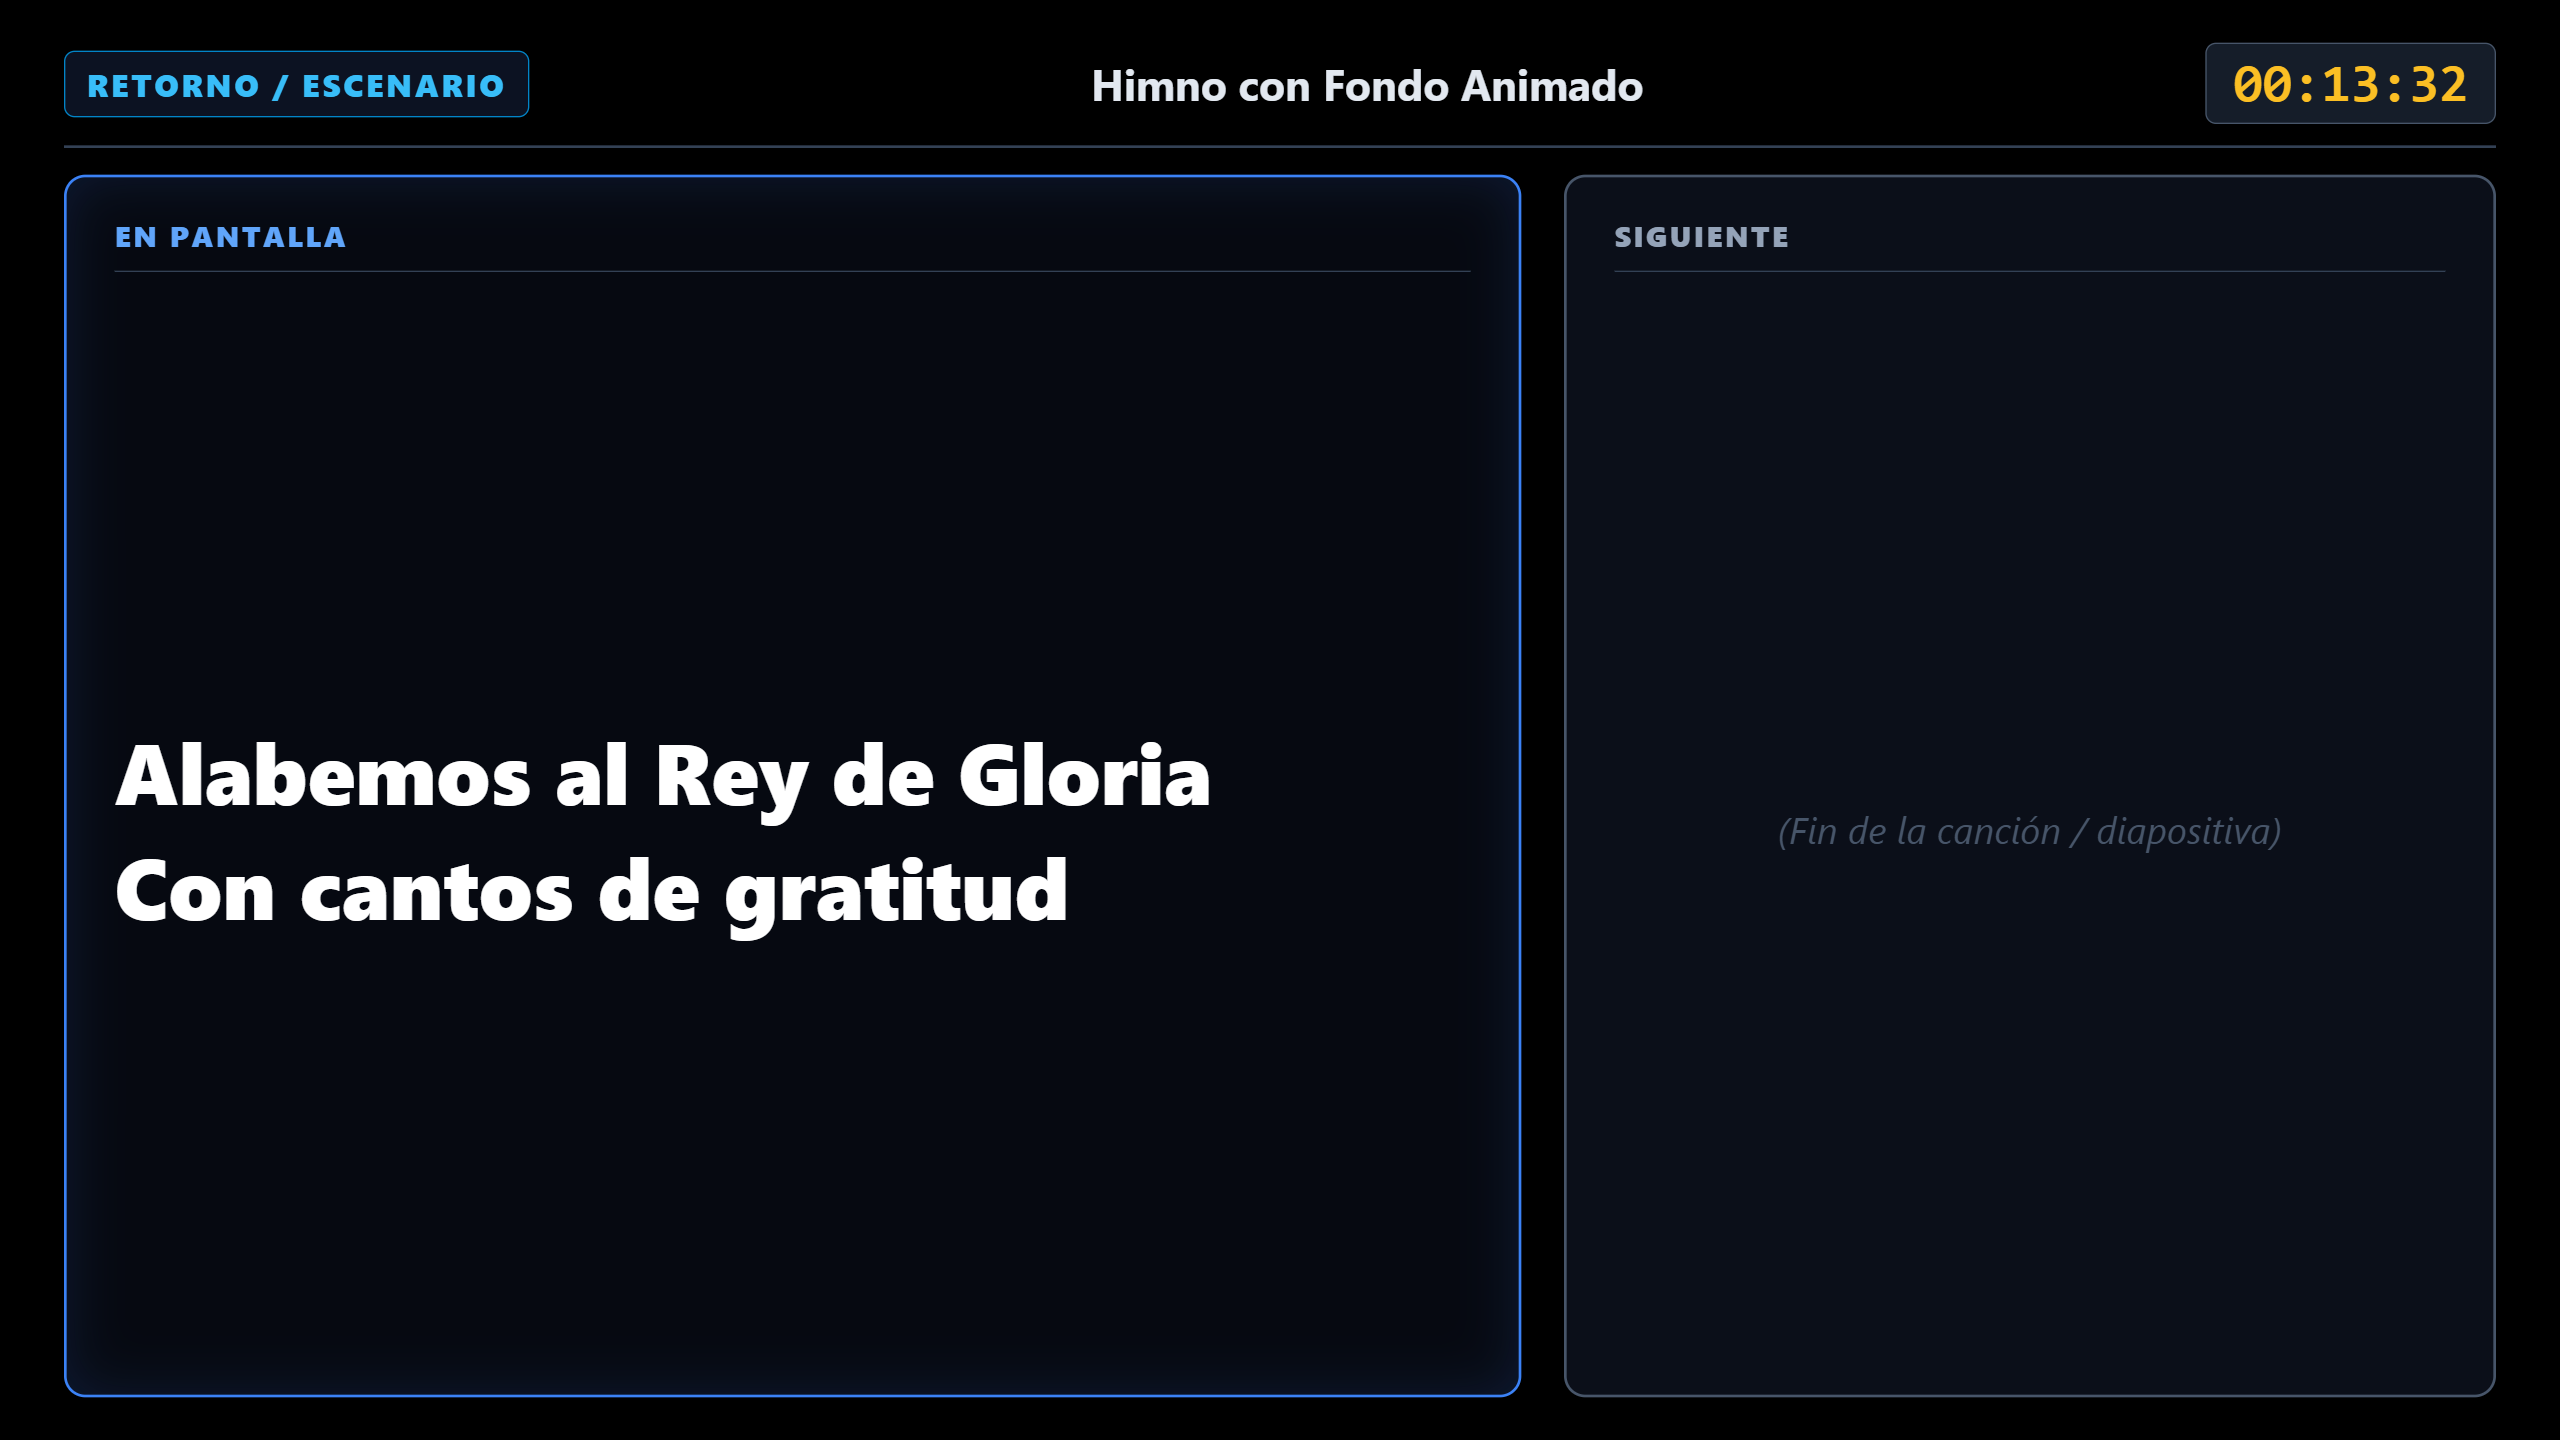 RETORNO / ESCENARIO
Himno con Fondo Animado
00:13:32
EN PANTALLA
Alabemos al Rey de Gloria
Con cantos de gratitud
SIGUIENTE
(Fin de la canción / diapositiva)